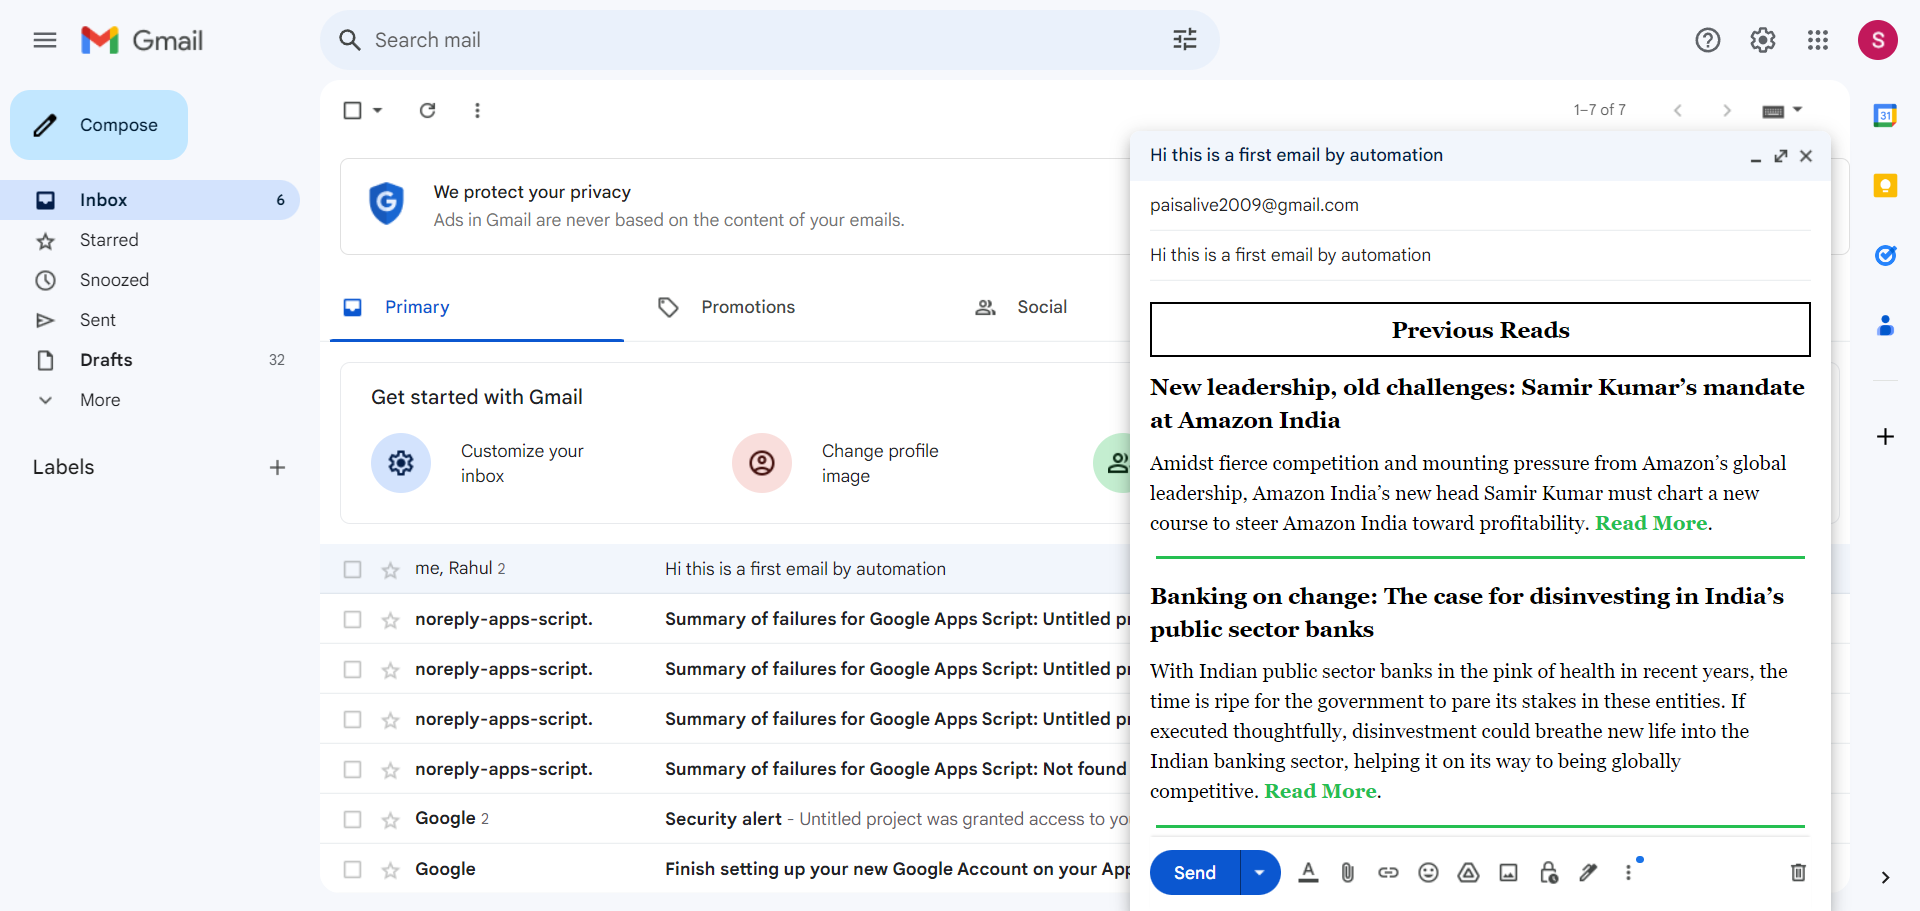 Gmail
Search mail
S
Compose
Inbox 6
Starred
Snoozed
Sent
Drafts 32
More
Labels
1–7 of 7
31
G
We protect your privacy
Ads in Gmail are never based on the content of your emails.
Primary
Promotions
Social
Get started with Gmail
Customize your
inbox
Change profile
image
me, Rahul 2 Hi this is a first email by automation
noreply-apps-script. Summary of failures for Google Apps Script: Untitled pr
noreply-apps-script. Summary of failures for Google Apps Script: Untitled pr
noreply-apps-script. Summary of failures for Google Apps Script: Untitled pr
noreply-apps-script. Summary of failures for Google Apps Script: Not found
Google 2 Security alert - Untitled project was granted access to yo
Google Finish setting up your new Google Account on your App
Hi this is a first email by automation
paisalive2009@gmail.com
Hi this is a first email by automation
Previous Reads
New leadership, old challenges: Samir Kumar’s mandate
at Amazon India
Amidst fierce competition and mounting pressure from Amazon’s global
leadership, Amazon India’s new head Samir Kumar must chart a new
course to steer Amazon India toward profitability. Read More.
Banking on change: The case for disinvesting in India’s
public sector banks
With Indian public sector banks in the pink of health in recent years, the
time is ripe for the government to pare its stakes in these entities. If
executed thoughtfully, disinvestment could breathe new life into the
Indian banking sector, helping it on its way to being globally
competitive. Read More.
Send